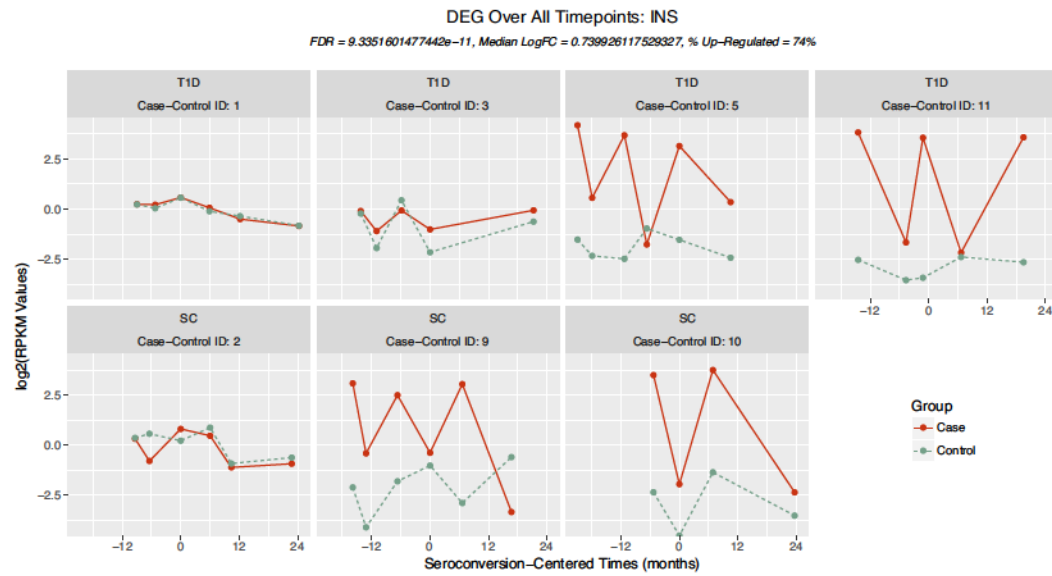 DEG Over All Timepoints: INS
FDR = 9.3351601477442e−11, Median LogFC = 0.739926117529327, % Up−Regulated = 74%
T1D
Case−Control ID: 1
T1D
Case−Control ID: 3
T1D
Case−Control ID: 5
T1D
Case−Control ID: 11
2.5
0.0
−2.5
−12 0 12 24
SC
Case−Control ID: 2
SC
Case−Control ID: 9
SC
Case−Control ID: 10
2.5
0.0
−2.5
−12 0 12 24
−12 0 12 24
−12 0 12 24
log2(RPKM Values)
Seroconversion−Centered Times (months)
Group
Case
Control